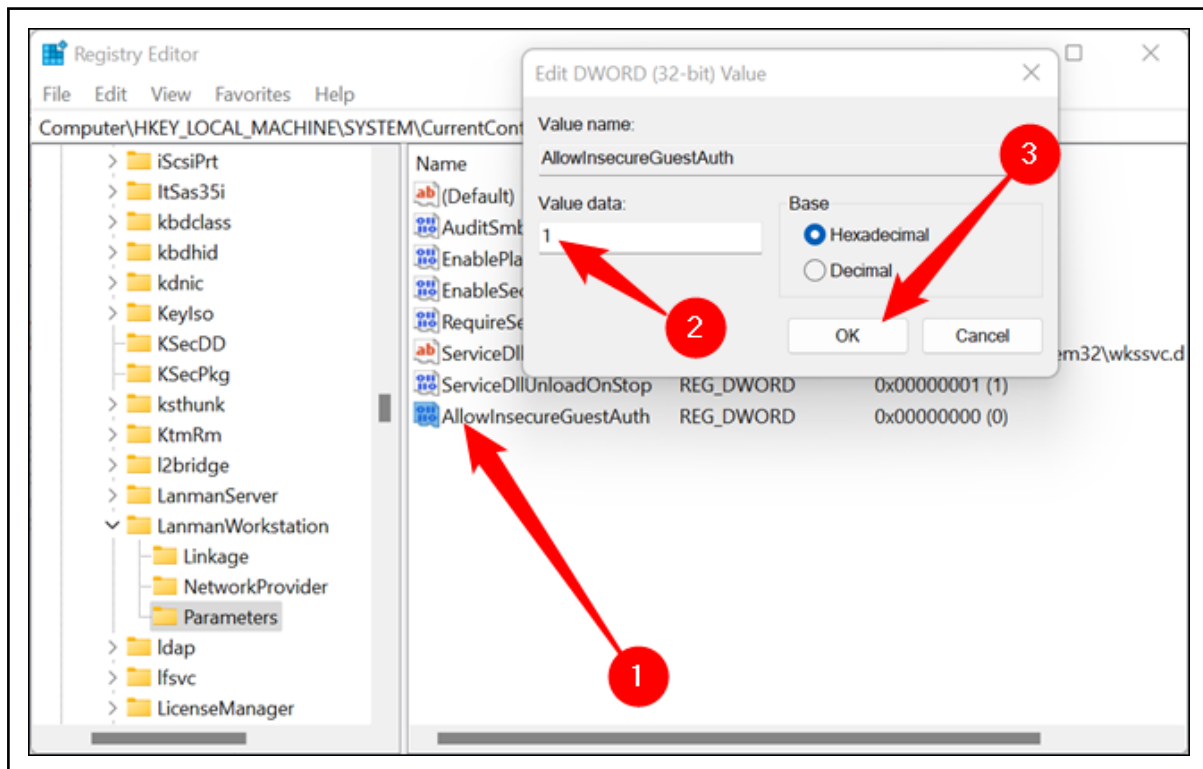 Registry Editor
File Edit View Favorites Help
Computer\HKEY_LOCAL_MACHINE\SYSTEM\CurrentCont
iScsiPrt
ItSas35i
kbdclass
kbdhid
kdnic
KeyIso
KSecDD
KSecPkg
ksthunk
KtmRm
l2bridge
LanmanServer
LanmanWorkstation
Linkage
NetworkProvider
Parameters
ldap
lfsvc
LicenseManager
Name
(Default)
AuditSmb
EnablePla
EnableSec
RequireSe
ServiceDll em32\wkssvc.d
ServiceDllUnloadOnStop REG_DWORD 0x00000001 (1)
AllowInsecureGuestAuth REG_DWORD 0x00000000 (0)
Edit DWORD (32-bit) Value
Value name:
AllowInsecureGuestAuth
Value data: Base
1 Hexadecimal
Decimal
OK Cancel
3
2
1